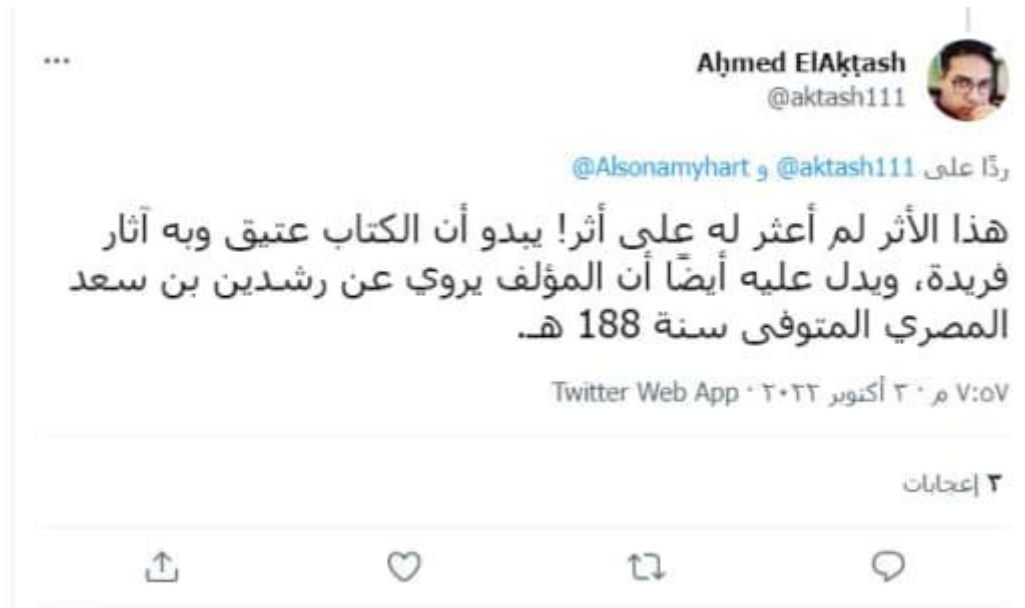 Aḥmed ElAḳṭash
@aktash111
ردًا على @aktash111 و @Alsonamyhart
هذا الأثر لم أعثر له على أثر! يبدو أن الكتاب عتيق وبه آثار
فريدة، ويدل عليه أيضًا أن المؤلف يروي عن رشدين بن سعد
المصري المتوفى سنة 188 هـ.
٧:٥٧ م · ٣ أكتوبر ٢٠٢٢ · Twitter Web App
٣ إعجابات